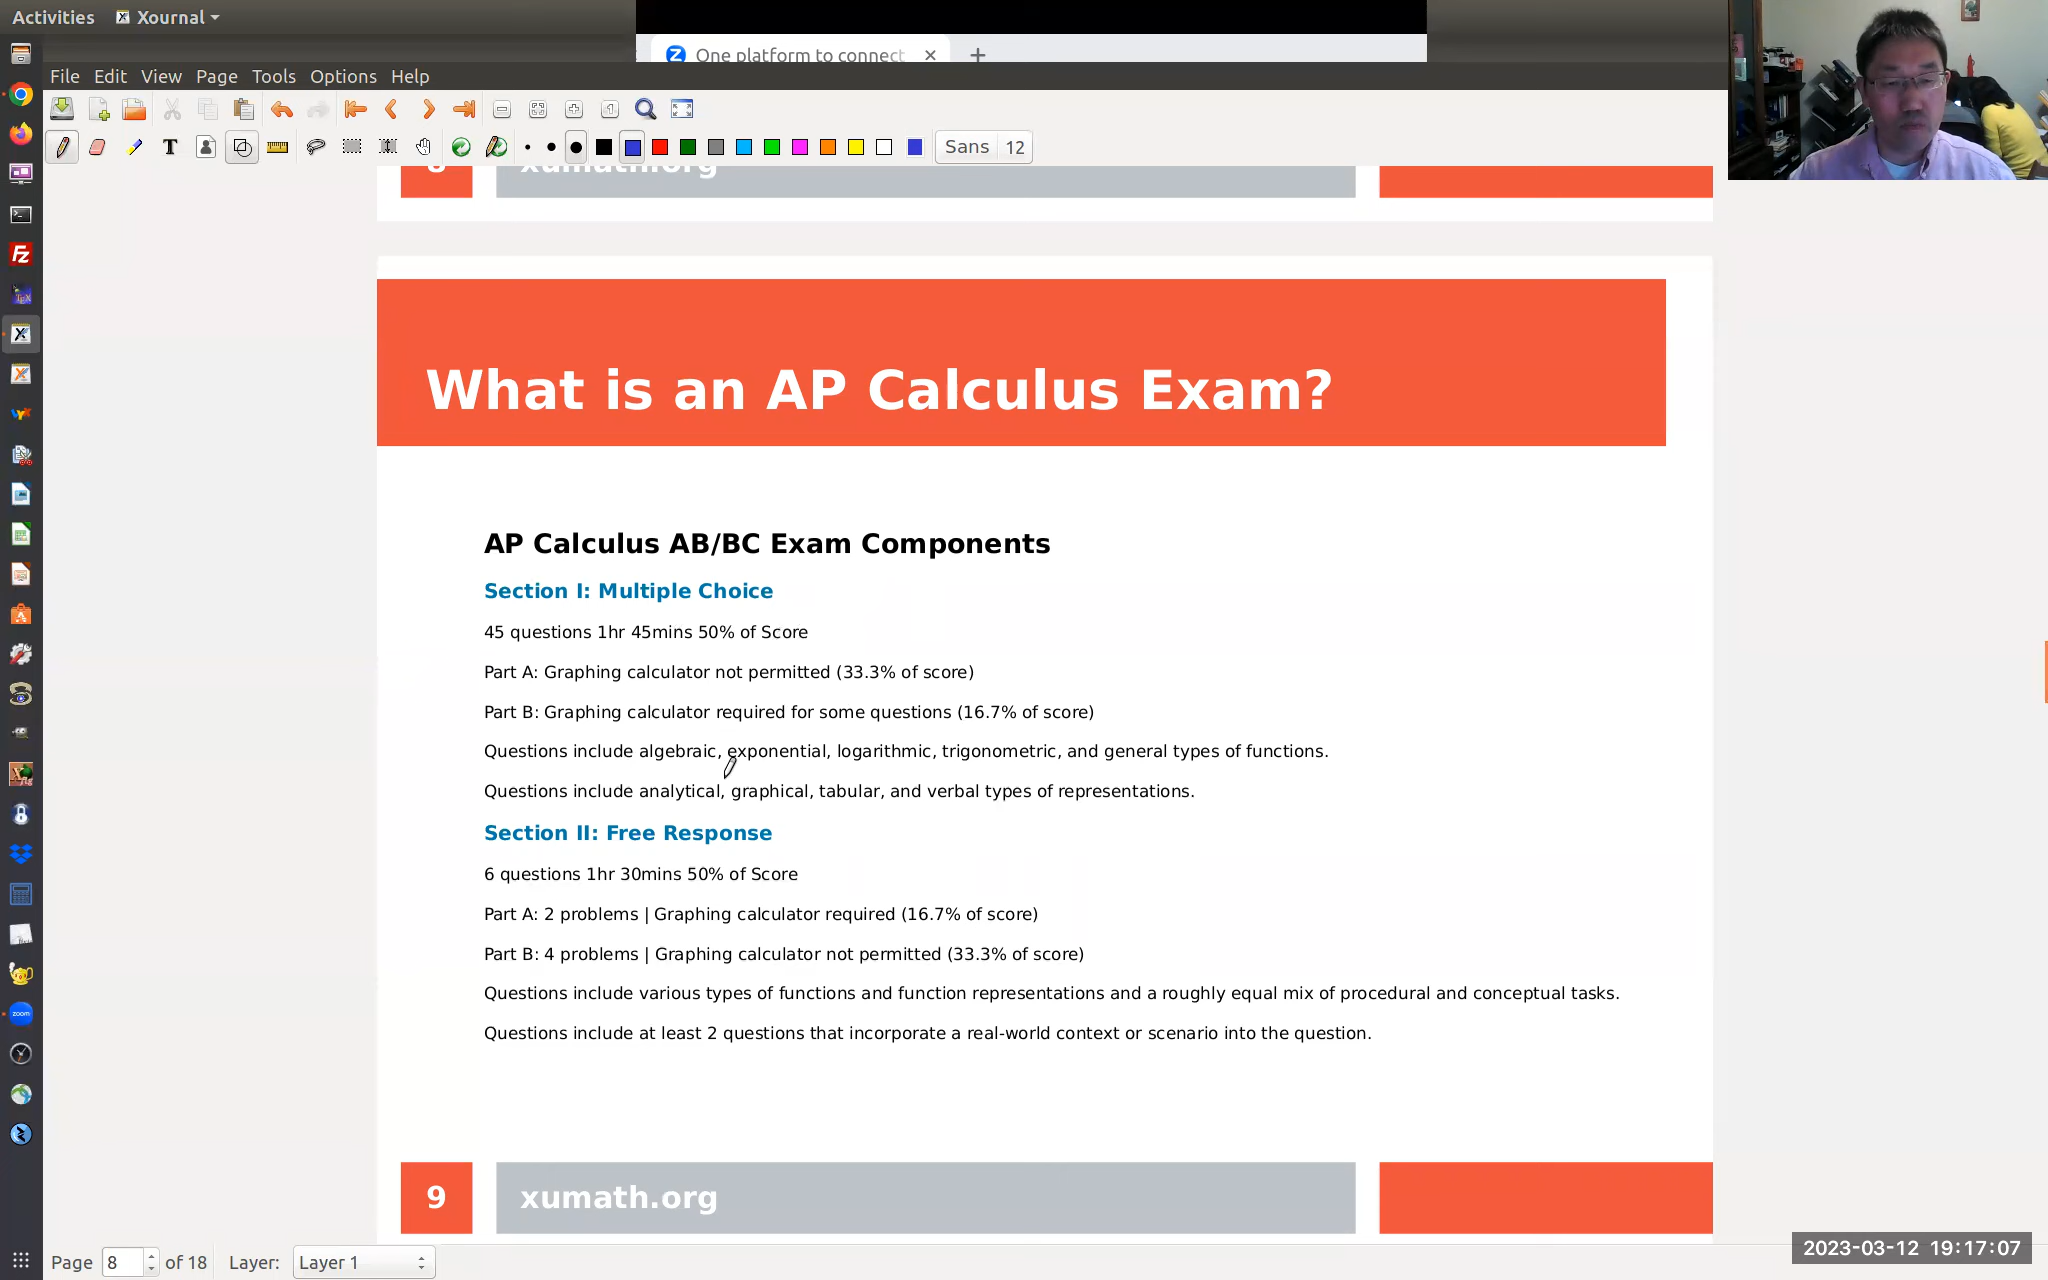 Activities Xournal
One platform to connect
File Edit View Page Tools Options Help
Sans 12
xumath.org
What is an AP Calculus Exam?
AP Calculus AB/BC Exam Components
Section I: Multiple Choice
45 questions 1hr 45mins 50% of Score
Part A: Graphing calculator not permitted (33.3% of score)
Part B: Graphing calculator required for some questions (16.7% of score)
Questions include algebraic, exponential, logarithmic, trigonometric, and general types of functions.
Questions include analytical, graphical, tabular, and verbal types of representations.
Section II: Free Response
6 questions 1hr 30mins 50% of Score
Part A: 2 problems | Graphing calculator required (16.7% of score)
Part B: 4 problems | Graphing calculator not permitted (33.3% of score)
Questions include various types of functions and function representations and a roughly equal mix of procedural and conceptual tasks.
Questions include at least 2 questions that incorporate a real-world context or scenario into the question.
9 xumath.org
Page 8 of 18 Layer: Layer 1
2023-03-12 19:17:07